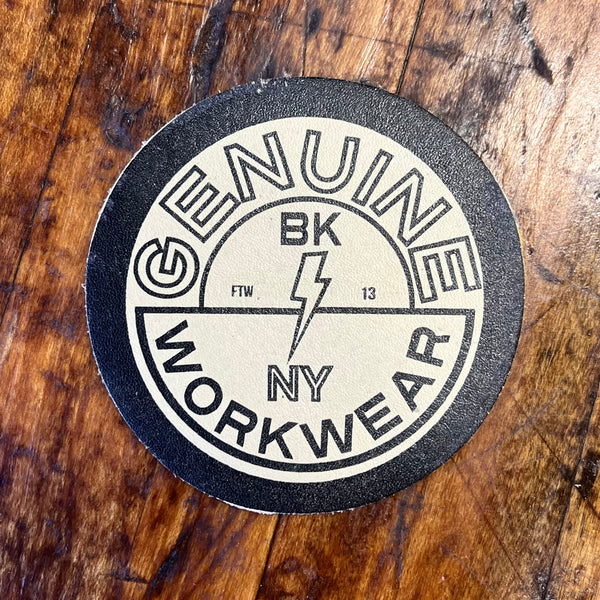 GENUINE
BK
FTW 13
NY
WORKWEAR